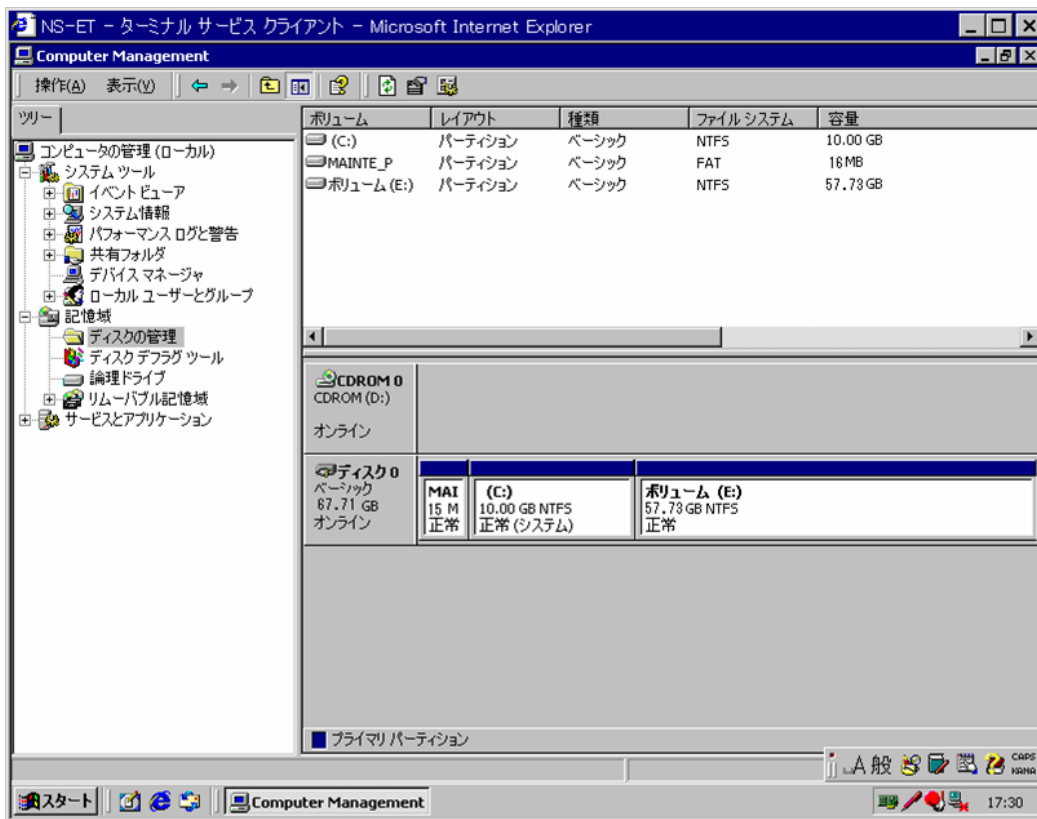 NS-ET - ターミナル サービス クライアント - Microsoft Internet Explorer
Computer Management
操作(A) 表示(V)
ツリー
コンピュータの管理 (ローカル)
システム ツール
イベント ビューア
システム情報
パフォーマンス ログと警告
共有フォルダ
デバイス マネージャ
ローカル ユーザーとグループ
記憶域
ディスクの管理
ディスク デフラグ ツール
論理ドライブ
リムーバブル記憶域
サービスとアプリケーション
ボリューム レイアウト 種類 ファイル システム 容量
(C:) パーティション ベーシック NTFS 10.00 GB
MAINTE_P パーティション ベーシック FAT 16 MB
ボリューム (E:) パーティション ベーシック NTFS 57.73 GB
CDROM 0
CDROM (D:)
オンライン
ディスク 0
ベーシック
67.71 GB
オンライン
MAI
15 M
正常
(C:)
10.00 GB NTFS
正常 (システム)
ボリューム (E:)
57.73 GB NTFS
正常
プライマリ パーティション
A 般 CAPS
KANA
スタート Computer Management 17:30